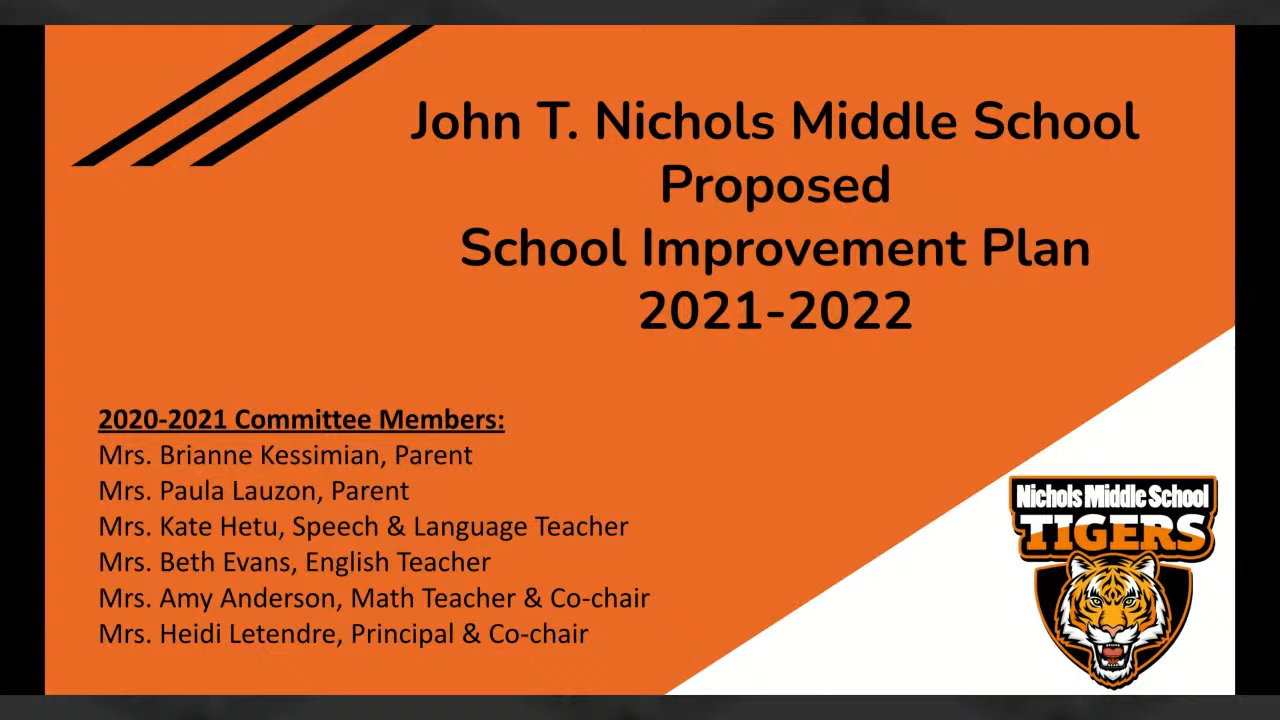 John T. Nichols Middle School
Proposed
School Improvement Plan
2021-2022
2020-2021 Committee Members:
Mrs. Brianne Kessimian, Parent
Mrs. Paula Lauzon, Parent
Mrs. Kate Hetu, Speech & Language Teacher
Mrs. Beth Evans, English Teacher
Mrs. Amy Anderson, Math Teacher & Co-chair
Mrs. Heidi Letendre, Principal & Co-chair
Nichols Middle School
TIGERS